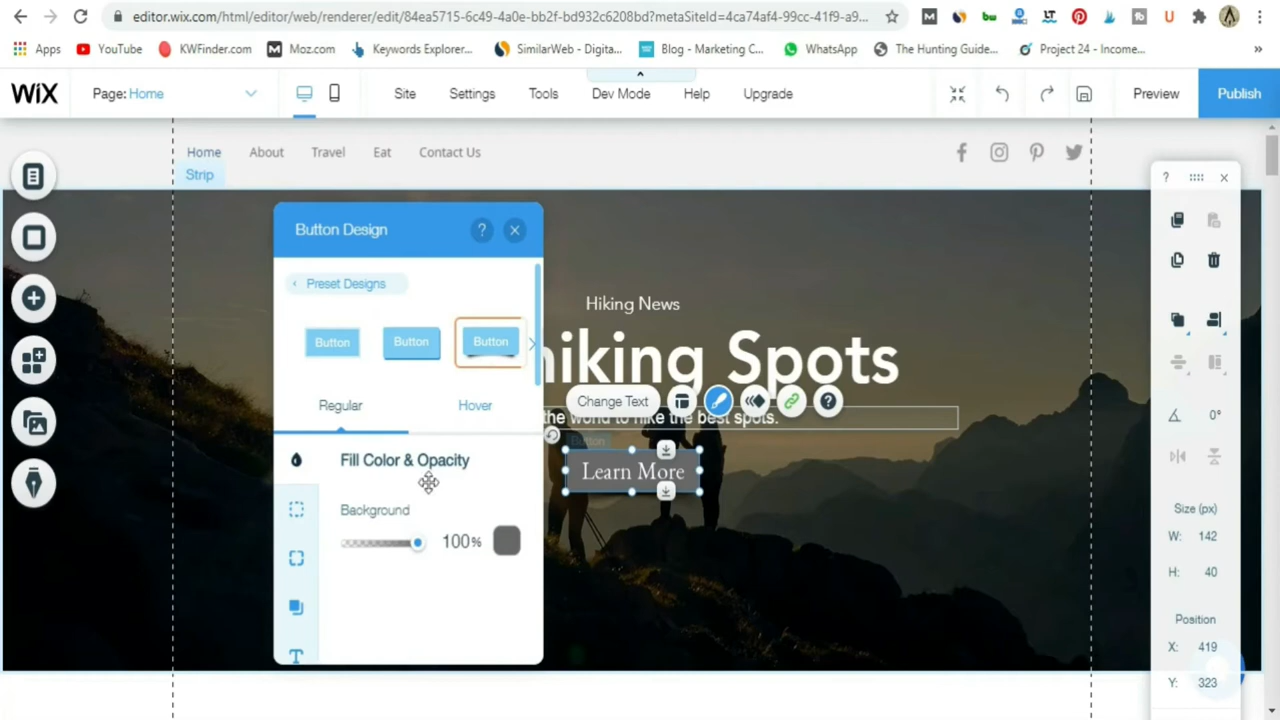 editor.wix.com/html/editor/web/renderer/edit/84ea5715-6c49-4a0e-bb2f-bd932c6208bd?metaSiteId=4ca74af4-99cc-41f9-a9...
Apps YouTube KWFinder.com Moz.com Keywords Explorer... SimilarWeb - Digita... Blog - Marketing C... WhatsApp The Hunting Guide... Project 24 - Income... »
WiX Page: Home Site Settings Tools Dev Mode Help Upgrade Preview Publish
Home About Travel Eat Contact Us
Strip
Button Design ? ×
Preset Designs
Hiking News
Button Button Button
hiking Spots
Regular Hover
Change Text
the world to hike the best spots.
Button
Fill Color & Opacity
Learn More
Background
100%
T
?
0°
Size (px)
W: 142
H: 40
Position
X: 419
Y: 323